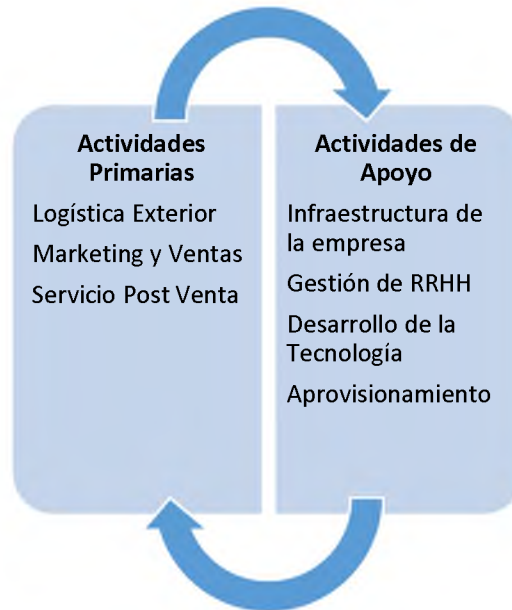 Actividades
Primarias
Logística Exterior
Marketing y Ventas
Servicio Post Venta
Actividades de
Apoyo
Infraestructura de
la empresa
Gestión de RRHH
Desarrollo de la
Tecnología
Aprovisionamiento